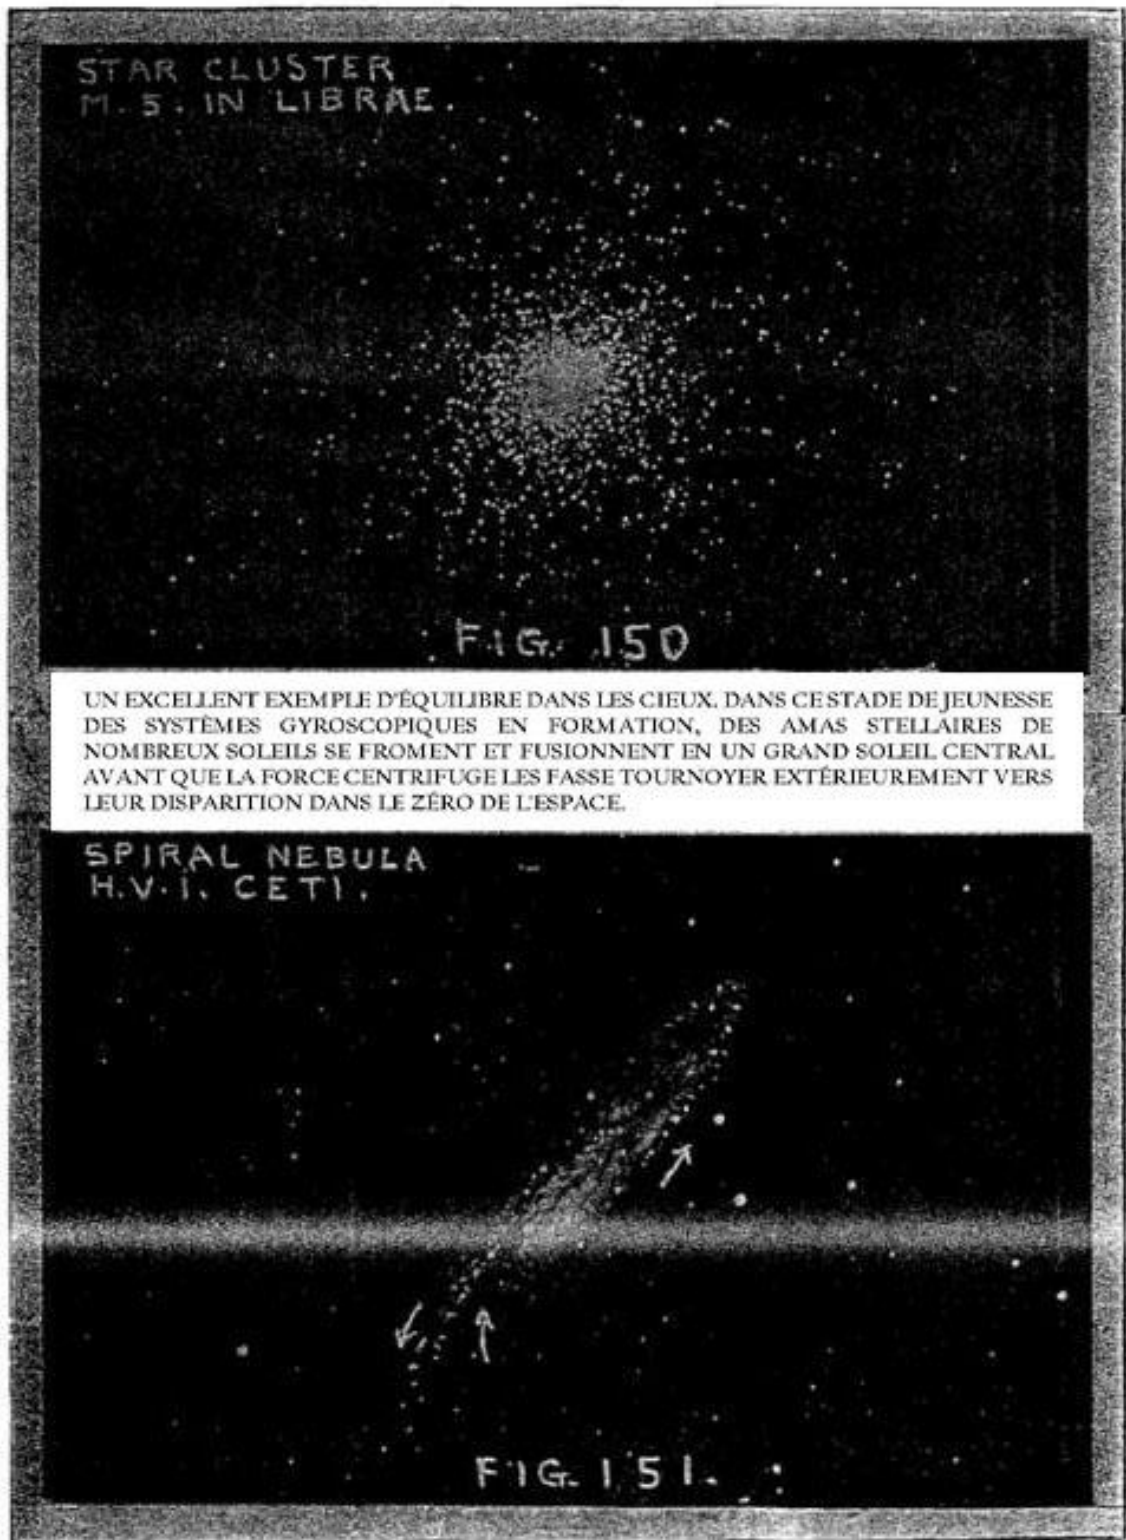 STAR CLUSTER
M. 5. IN LIBRAE.
FIG. 150
UN EXCELLENT EXEMPLE D'ÉQUILIBRE DANS LES CIEUX. DANS CE STADE DE JEUNESSE
DES SYSTÈMES GYROSCOPIQUES EN FORMATION, DES AMAS STELLAIRES DE
NOMBREUX SOLEILS SE FROMENT ET FUSIONNENT EN UN GRAND SOLEIL CENTRAL
AVANT QUE LA FORCE CENTRIFUGE LES FASSE TOURNOYER EXTÉRIEUREMENT VERS
LEUR DISPARITION DANS LE ZÉRO DE L'ESPACE.
SPIRAL NEBULA
H.V.I. CETI.
FIG. 151.